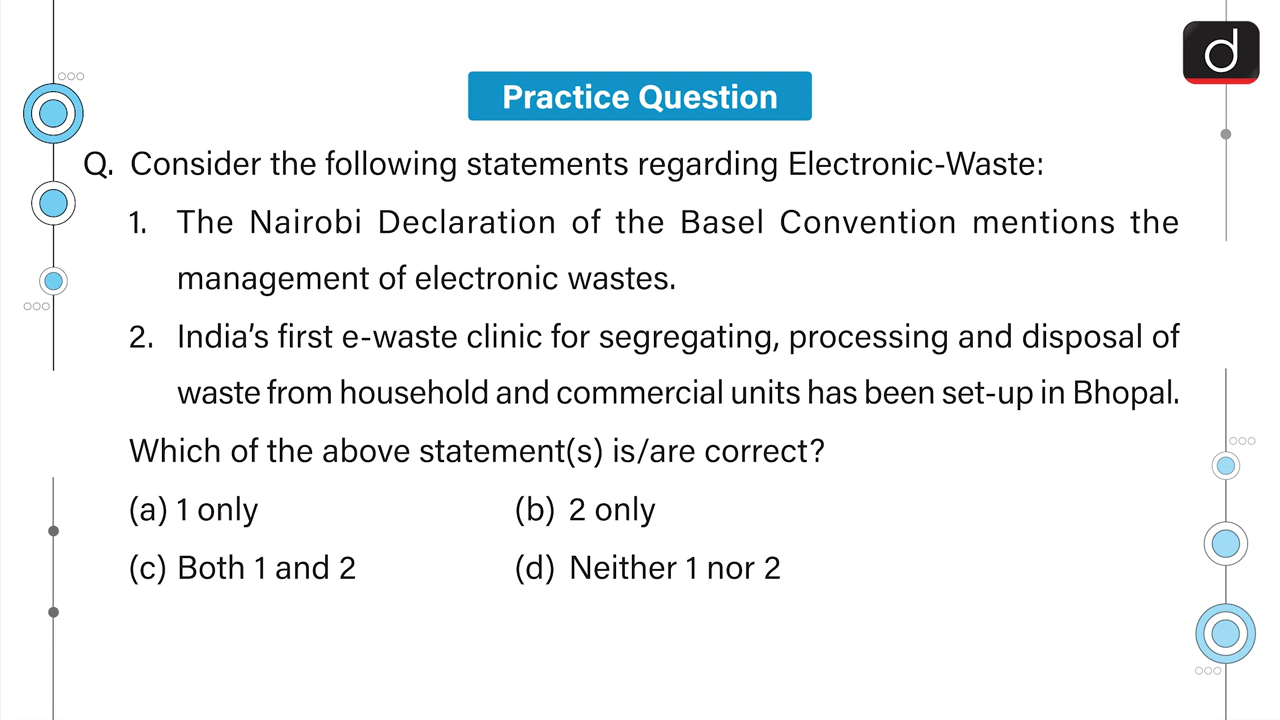 d
Practice Question
Q. Consider the following statements regarding Electronic-Waste:
1. The Nairobi Declaration of the Basel Convention mentions the
management of electronic wastes.
2. India’s first e-waste clinic for segregating, processing and disposal of
waste from household and commercial units has been set-up in Bhopal.
Which of the above statement(s) is/are correct?
(a) 1 only (b) 2 only
(c) Both 1 and 2 (d) Neither 1 nor 2